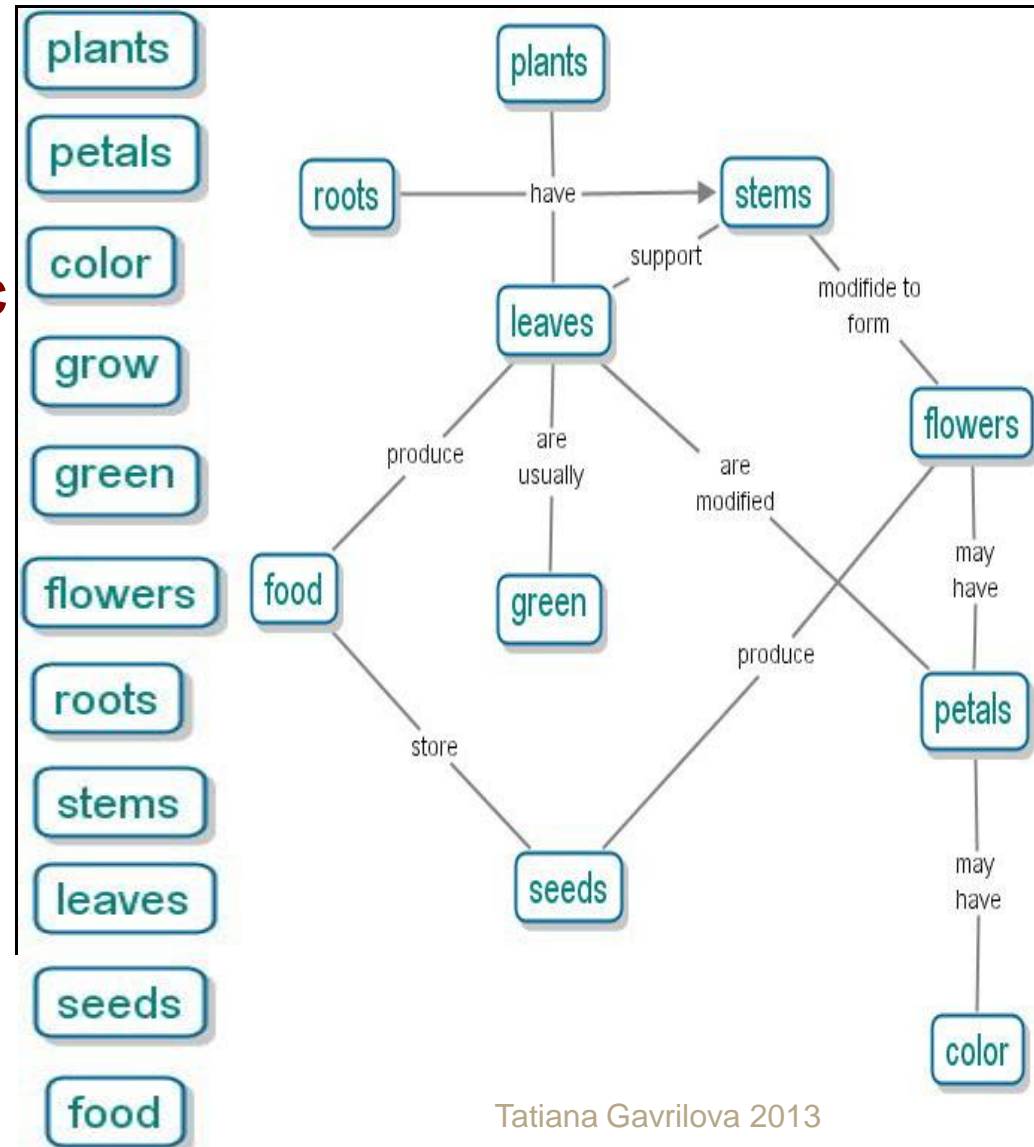 plants
petals
color
grow
green
flowers
roots
stems
leaves
seeds
food
plants
roots
have
stems
support
modifide to
form
leaves
flowers
produce
are
usually
are
modified
may
have
food
green
produce
petals
store
seeds
may
have
color
Tatiana Gavrilova 2013